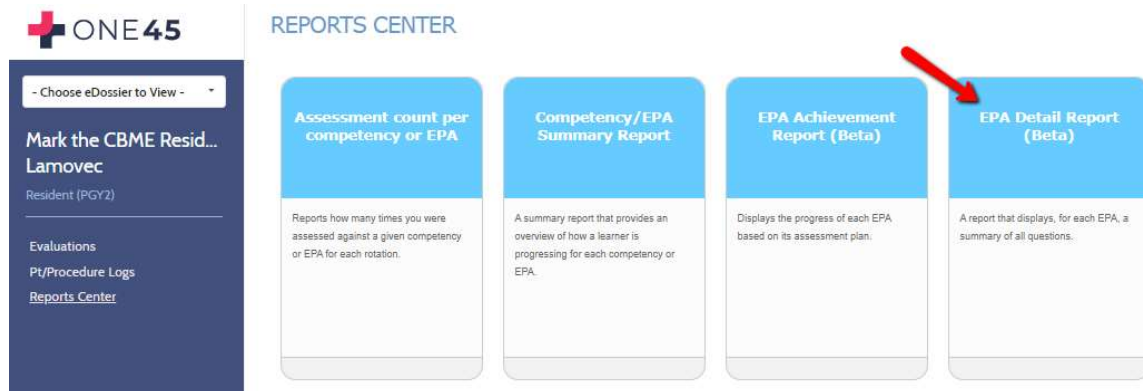 ONE45
REPORTS CENTER
- Choose eDossier to View -
Mark the CBME Resid...
Lamovec
Resident (PGY2)
Evaluations
Pt/Procedure Logs
Reports Center
Assessment count per
competency or EPA
Reports how many times you were
assessed against a given competency
or EPA for each rotation.
Competency/EPA
Summary Report
A summary report that provides an
overview of how a learner is
progressing for each competency or
EPA.
EPA Achievement
Report (Beta)
Displays the progress of each EPA
based on its assessment plan.
EPA Detail Report
(Beta)
A report that displays, for each EPA, a
summary of all questions.